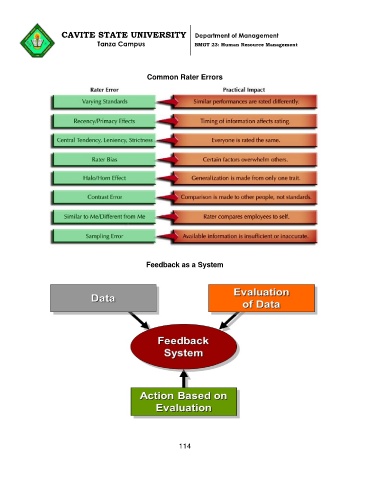 CAVITE STATE UNIVERSITY Department of Management
Tanza Campus BMGT 23: Human Resource Management
Common Rater Errors
Rater Error Practical Impact
Varying Standards Similar performances are rated differently.
Recency/Primacy Effects Timing of information affects rating.
Central Tendency, Leniency, Strictness Everyone is rated the same.
Rater Bias Certain factors overwhelm others.
Halo/Horn Effect Generalization is made from only one trait.
Contrast Error Comparison is made to other people, not standards.
Similar to Me/Different from Me Rater compares employees to self.
Sampling Error Available information is insufficient or inaccurate.
Feedback as a System
Data
Evaluation
of Data
Feedback
System
Action Based on
Evaluation
114